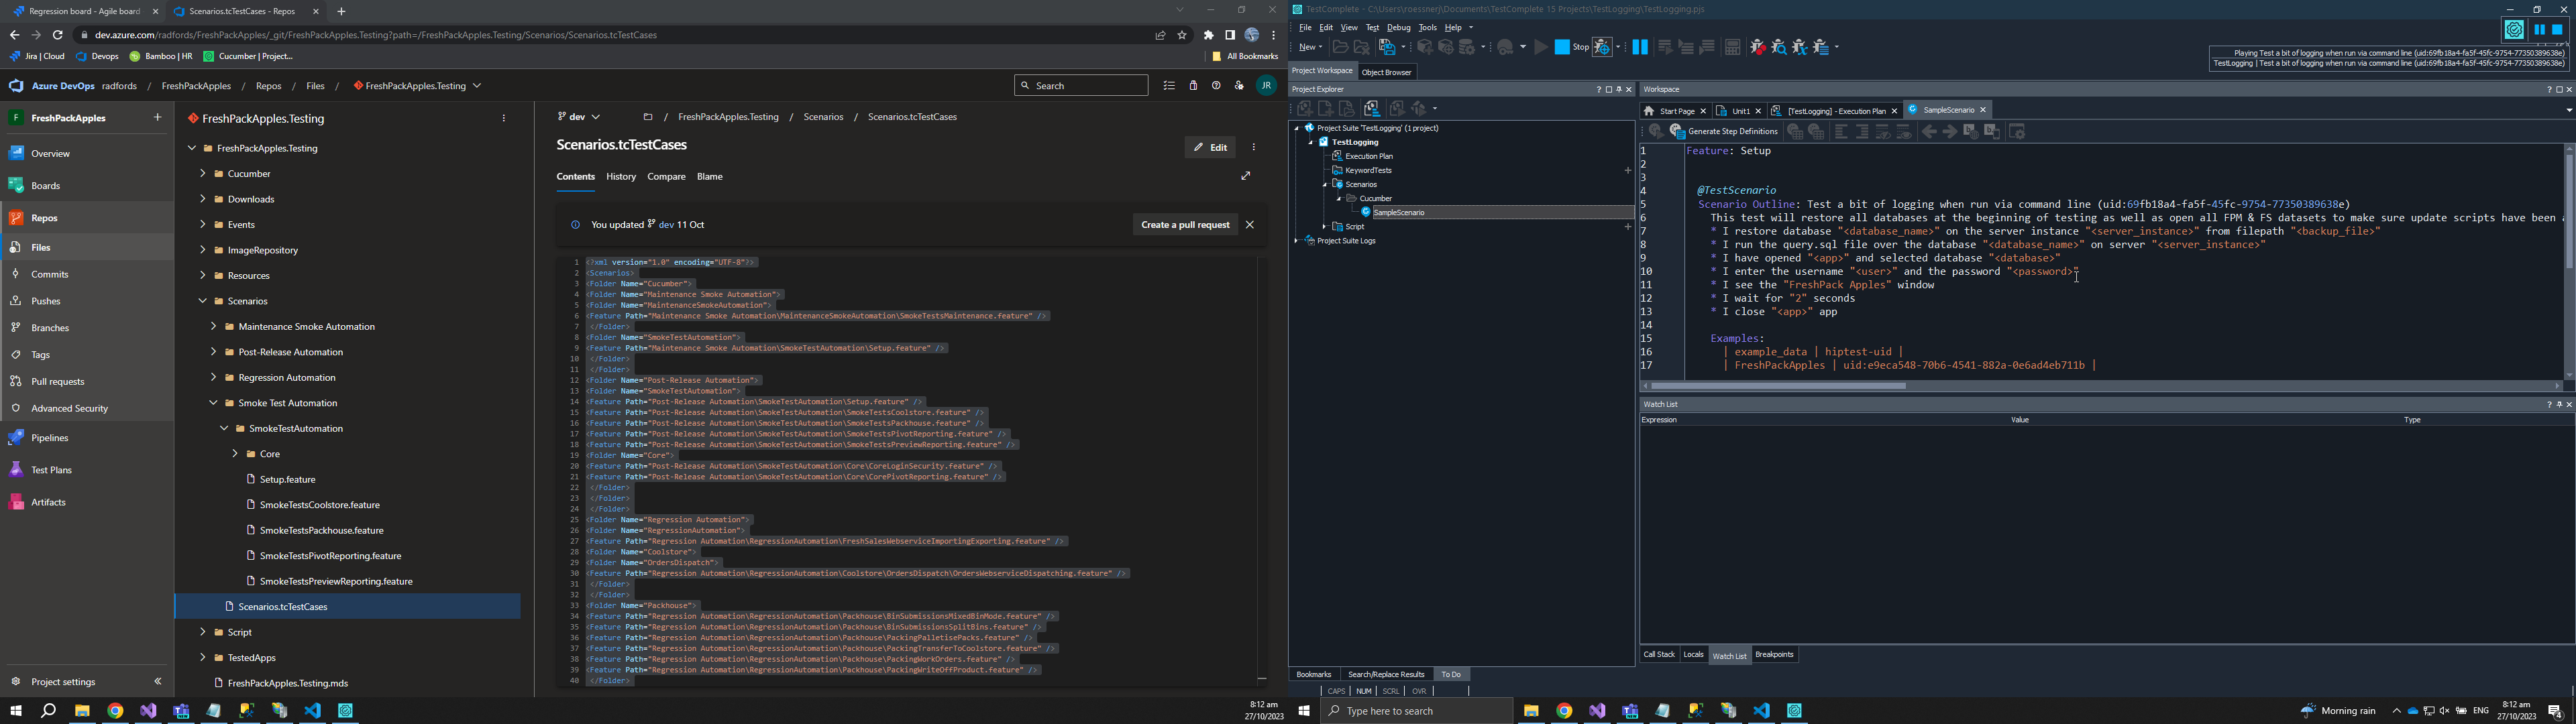 Regression board - Agile board
Scenarios.tcTestCases - Repos
dev.azure.com/radfords/FreshPackApples/_git/FreshPackApples.Testing?path=/FreshPackApples.Testing/Scenarios/Scenarios.tcTestCases
Jira | Cloud
Devops
Bamboo | HR
Cucumber | Project...
All Bookmarks
Azure DevOps radfords / FreshPackApples / Repos / Files / FreshPackApples.Testing
Search
JR
F FreshPackApples
Overview
Boards
Repos
Files
Commits
Pushes
Branches
Tags
Pull requests
Advanced Security
Pipelines
Test Plans
Artifacts
Project settings
FreshPackApples.Testing
FreshPackApples.Testing
Cucumber
Downloads
Events
ImageRepository
Resources
Scenarios
Maintenance Smoke Automation
Post-Release Automation
Regression Automation
Smoke Test Automation
SmokeTestAutomation
Core
Setup.feature
SmokeTestsCoolstore.feature
SmokeTestsPackhouse.feature
SmokeTestsPivotReporting.feature
SmokeTestsPreviewReporting.feature
Scenarios.tcTestCases
Script
TestedApps
FreshPackApples.Testing.mds
dev / FreshPackApples.Testing / Scenarios / Scenarios.tcTestCases
Scenarios.tcTestCases
Edit
Contents History Compare Blame
You updated dev 11 Oct
Create a pull request
1 <?xml version="1.0" encoding="UTF-8"?>
2 <Scenarios>
3 <Folder Name="Cucumber">
4 <Folder Name="Maintenance Smoke Automation">
5 <Folder Name="MaintenanceSmokeAutomation">
6 <Feature Path="Maintenance Smoke Automation\MaintenanceSmokeAutomation\SmokeTestsMaintenance.feature" />
7 </Folder>
8 <Folder Name="SmokeTestAutomation">
9 <Feature Path="Maintenance Smoke Automation\SmokeTestAutomation\Setup.feature" />
10 </Folder>
11 </Folder>
12 <Folder Name="Post-Release Automation">
13 <Folder Name="SmokeTestAutomation">
14 <Feature Path="Post-Release Automation\SmokeTestAutomation\Setup.feature" />
15 <Feature Path="Post-Release Automation\SmokeTestAutomation\SmokeTestsCoolstore.feature" />
16 <Feature Path="Post-Release Automation\SmokeTestAutomation\SmokeTestsPackhouse.feature" />
17 <Feature Path="Post-Release Automation\SmokeTestAutomation\SmokeTestsPivotReporting.feature" />
18 <Feature Path="Post-Release Automation\SmokeTestAutomation\SmokeTestsPreviewReporting.feature" />
19 <Folder Name="Core">
20 <Feature Path="Post-Release Automation\SmokeTestAutomation\Core\CoreLoginSecurity.feature" />
21 <Feature Path="Post-Release Automation\SmokeTestAutomation\Core\CorePivotReporting.feature" />
22 </Folder>
23 </Folder>
24 </Folder>
25 <Folder Name="Regression Automation">
26 <Folder Name="RegressionAutomation">
27 <Feature Path="Regression Automation\RegressionAutomation\FreshSalesWebserviceImportingExporting.feature" />
28 <Folder Name="Coolstore">
29 <Folder Name="OrdersDispatch">
30 <Feature Path="Regression Automation\RegressionAutomation\Coolstore\OrdersDispatch\OrdersWebserviceDispatching.feature" />
31 </Folder>
32 </Folder>
33 <Folder Name="Packhouse">
34 <Feature Path="Regression Automation\RegressionAutomation\Packhouse\BinSubmissionsMixedBinMode.feature" />
35 <Feature Path="Regression Automation\RegressionAutomation\Packhouse\BinSubmissionsSplitBins.feature" />
36 <Feature Path="Regression Automation\RegressionAutomation\Packhouse\PackingPalletisePacks.feature" />
37 <Feature Path="Regression Automation\RegressionAutomation\Packhouse\PackingTransferToCoolstore.feature" />
38 <Feature Path="Regression Automation\RegressionAutomation\Packhouse\PackingWorkOrders.feature" />
39 <Feature Path="Regression Automation\RegressionAutomation\Packhouse\PackingWriteOffProduct.feature" />
40 </Folder>
8:12 am
27/10/2023
TestComplete - C:\Users\roessnerj\Documents\TestComplete 15 Projects\TestLogging\TestLogging.pjs
File Edit View Test Debug Tools Help
New
Stop
Playing Test a bit of logging when run via command line (uid:69fb18a4-fa5f-45fc-9754-77350389638e)
TestLogging | Test a bit of logging when run via command line (uid:69fb18a4-fa5f-45fc-9754-77350389638e)
Project Workspace Object Browser
Project Explorer
Project Suite 'TestLogging' (1 project)
TestLogging
Execution Plan
KeywordTests
Scenarios
Cucumber
SampleScenario
Script
Project Suite Logs
Bookmarks Search/Replace Results To Do
CAPS NUM SCRL OVR
Workspace
Start Page Unit1 [TestLogging] - Execution Plan SampleScenario
Generate Step Definitions
1 Feature: Setup
2
3
4 @TestScenario
5 Scenario Outline: Test a bit of logging when run via command line (uid:69fb18a4-fa5f-45fc-9754-77350389638e)
6 This test will restore all databases at the beginning of testing as well as open all FPM & FS datasets to make sure update scripts have been
7 * I restore database "<database_name>" on the server instance "<server_instance>" from filepath "<backup_file>"
8 * I run the query.sql file over the database "<database_name>" on server "<server_instance>"
9 * I have opened "<app>" and selected database "<database>"
10 * I enter the username "<user>" and the password "<password>"
11 * I see the "FreshPack Apples" window
12 * I wait for "2" seconds
13 * I close "<app>" app
14
15 Examples:
16 | example_data | hiptest-uid |
17 | FreshPackApples | uid:e9eca548-70b6-4541-882a-0e6ad4eb711b |
Watch List
Expression Value Type
Call Stack Locals Watch List Breakpoints
Type here to search
Morning rain
ENG
8:12 am
27/10/2023